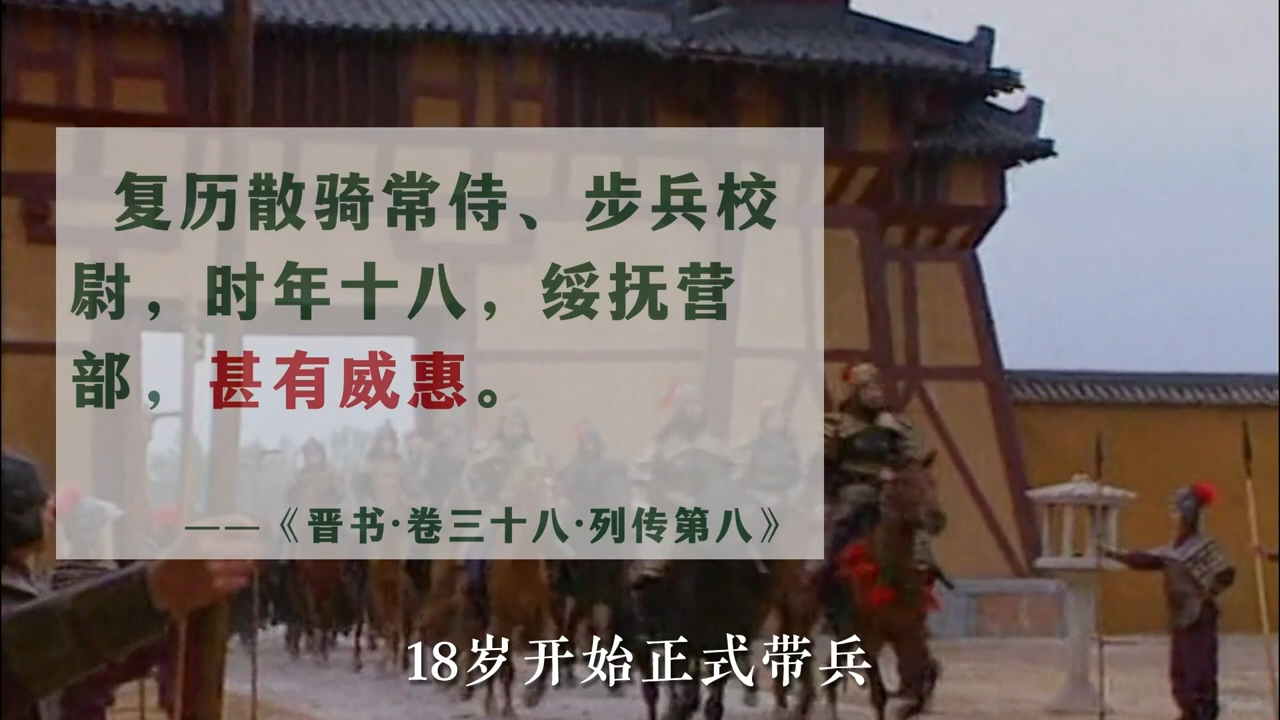 复历散骑常侍、步兵校
尉，时年十八，绥抚营
部，甚有威惠。
——《晋书·卷三十八·列传第八》
18岁开始正式带兵